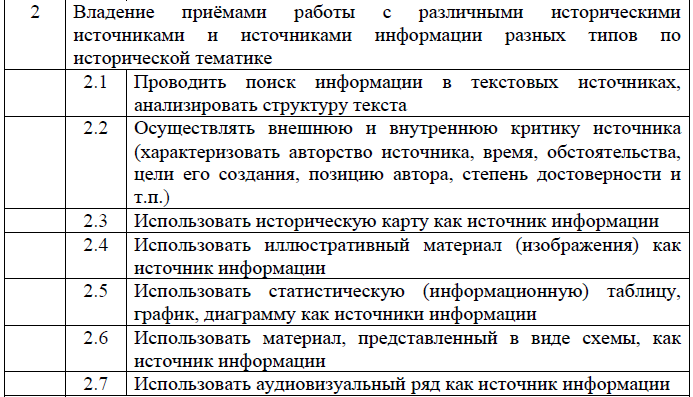 2 Владение приёмами работы с различными историческими
источниками и источниками информации разных типов по
исторической тематике
2.1 Проводить поиск информации в текстовых источниках,
анализировать структуру текста
2.2 Осуществлять внешнюю и внутреннюю критику источника
(характеризовать авторство источника, время, обстоятельства,
цели его создания, позицию автора, степень достоверности и
т.п.)
2.3 Использовать историческую карту как источник информации
2.4 Использовать иллюстративный материал (изображения) как
источник информации
2.5 Использовать статистическую (информационную) таблицу,
график, диаграмму как источники информации
2.6 Использовать материал, представленный в виде схемы, как
источник информации
2.7 Использовать аудиовизуальный ряд как источник информации